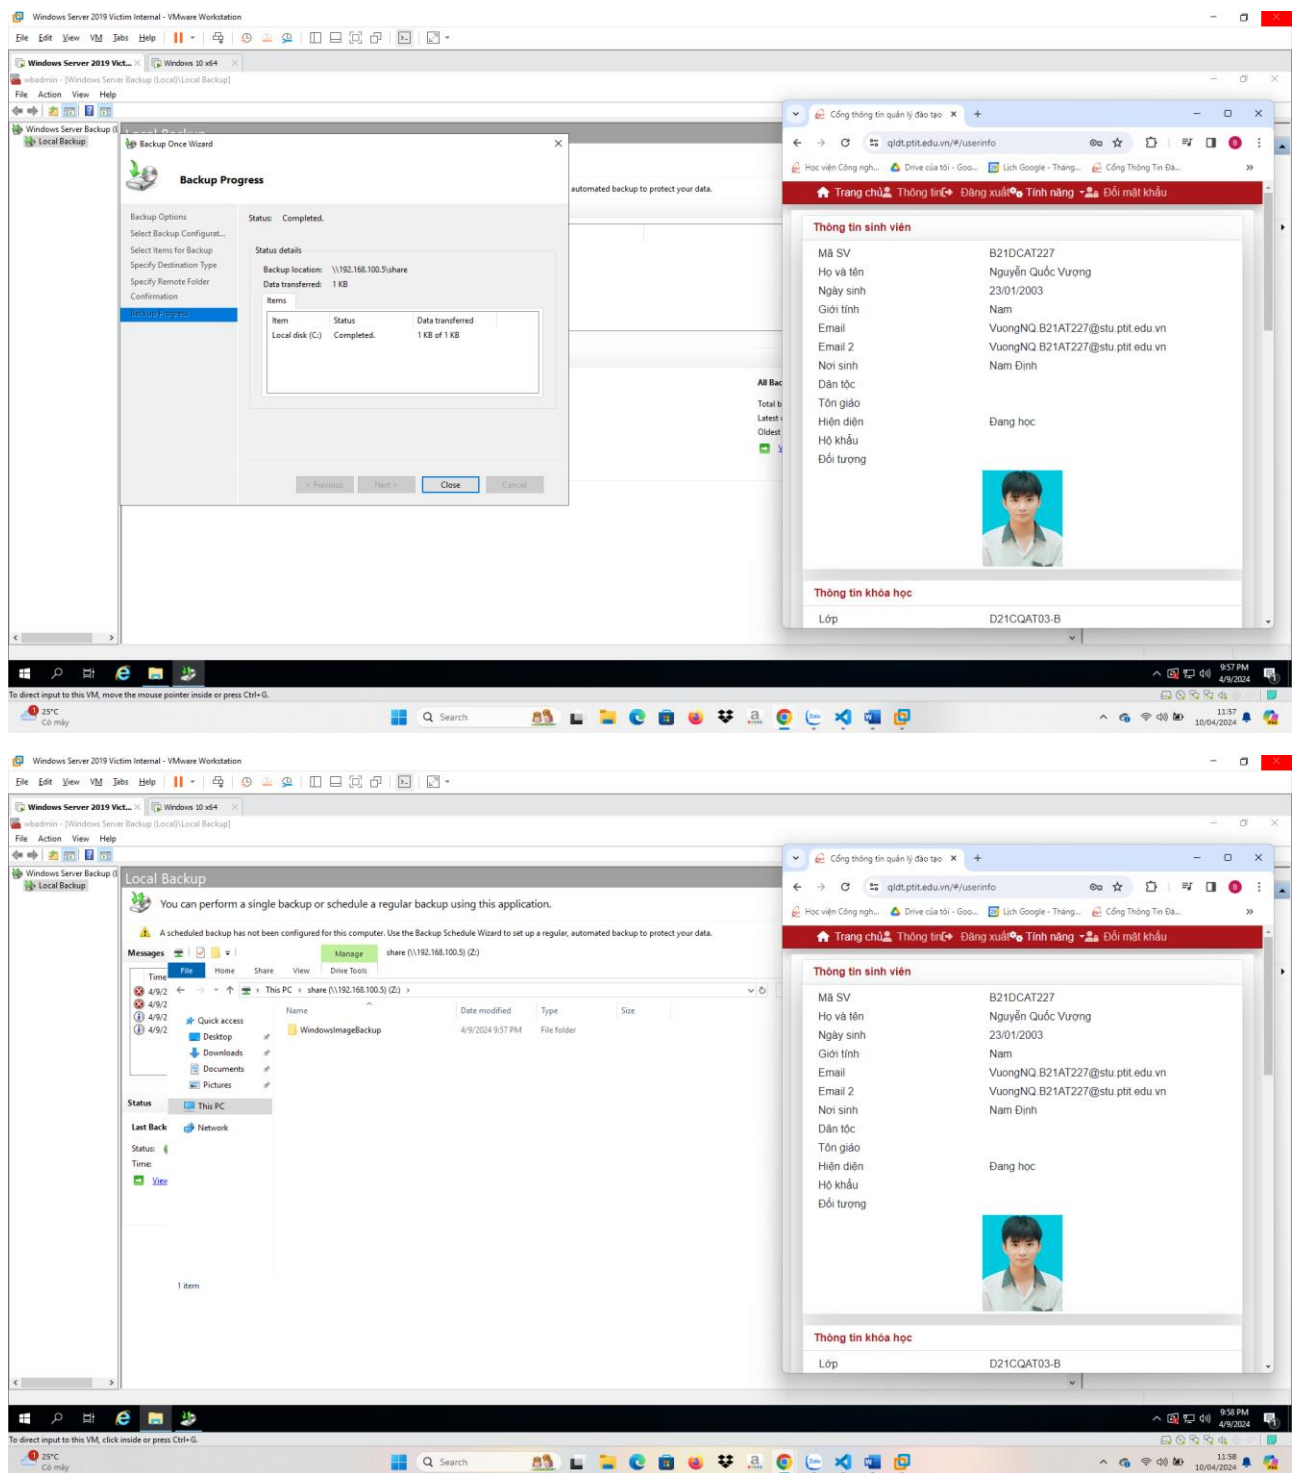 Windows Server 2019 Victim Internal - VMware Workstation
File Edit View VM Tabs Help
Windows Server 2019 Vict... Windows 10 x64
wbadmin - [Windows Server Backup (Local)\Local Backup]
File Action View Help
Windows Server Backup (L
Local Backup
Backup Once Wizard
Backup Progress
automated backup to protect your data.
Backup Options
Select Backup Configurat...
Select Items for Backup
Specify Destination Type
Specify Remote Folder
Confirmation
Backup Progress
Status: Completed.
Status details
Backup location: \\192.168.100.5\share
Data transferred: 1 KB
Items
Item Status Data transferred
Local disk (C:) Completed. 1 KB of 1 KB
< Previous Next > Close Cancel
All Bac
Total b
Latest
Oldest
Cổng thông tin quản lý đào tạo
qldt.ptit.edu.vn/#/userinfo
Học viện Công ngh... Drive của tôi - Goo... Lịch Google - Tháng... Cổng Thông Tin Đà...
Trang chủ Thông tin Đăng xuất Tính năng Đổi mật khẩu
Thông tin sinh viên
Mã SV B21DCAT227
Họ và tên Nguyễn Quốc Vượng
Ngày sinh 23/01/2003
Giới tính Nam
Email VuongNQ.B21AT227@stu.ptit.edu.vn
Email 2 VuongNQ.B21AT227@stu.ptit.edu.vn
Nơi sinh Nam Định
Dân tộc
Tôn giáo
Hiện diện Đang học
Hộ khẩu
Đối tượng
Thông tin khóa học
Lớp D21CQAT03-B
9:57 PM
4/9/2024
To direct input to this VM, move the mouse pointer inside or press Ctrl+G.
25°C
Có mây
Search
11:57
10/04/2024
Windows Server 2019 Victim Internal - VMware Workstation
File Edit View VM Tabs Help
Windows Server 2019 Vict... Windows 10 x64
wbadmin - [Windows Server Backup (Local)\Local Backup]
File Action View Help
Windows Server Backup (L
Local Backup
Local Backup
You can perform a single backup or schedule a regular backup using this application.
A scheduled backup has not been configured for this computer. Use the Backup Schedule Wizard to set up a regular, automated backup to protect your data.
Messages
Manage share (\\192.168.100.5) (Z:)
Time
File Home Share View Drive Tools
4/9/2
4/9/2
4/9/2
4/9/2
This PC > share (\\192.168.100.5) (Z:) >
Name Date modified Type Size
WindowsImageBackup 4/9/2024 9:57 PM File folder
Quick access
Desktop
Downloads
Documents
Pictures
This PC
Network
Status
Last Back
Status:
Time:
View
1 item
Cổng thông tin quản lý đào tạo
qldt.ptit.edu.vn/#/userinfo
Học viện Công ngh... Drive của tôi - Goo... Lịch Google - Tháng... Cổng Thông Tin Đà...
Trang chủ Thông tin Đăng xuất Tính năng Đổi mật khẩu
Thông tin sinh viên
Mã SV B21DCAT227
Họ và tên Nguyễn Quốc Vượng
Ngày sinh 23/01/2003
Giới tính Nam
Email VuongNQ.B21AT227@stu.ptit.edu.vn
Email 2 VuongNQ.B21AT227@stu.ptit.edu.vn
Nơi sinh Nam Định
Dân tộc
Tôn giáo
Hiện diện Đang học
Hộ khẩu
Đối tượng
Thông tin khóa học
Lớp D21CQAT03-B
9:58 PM
4/9/2024
To direct input to this VM, click inside or press Ctrl+G.
25°C
Có mây
Search
11:58
10/04/2024